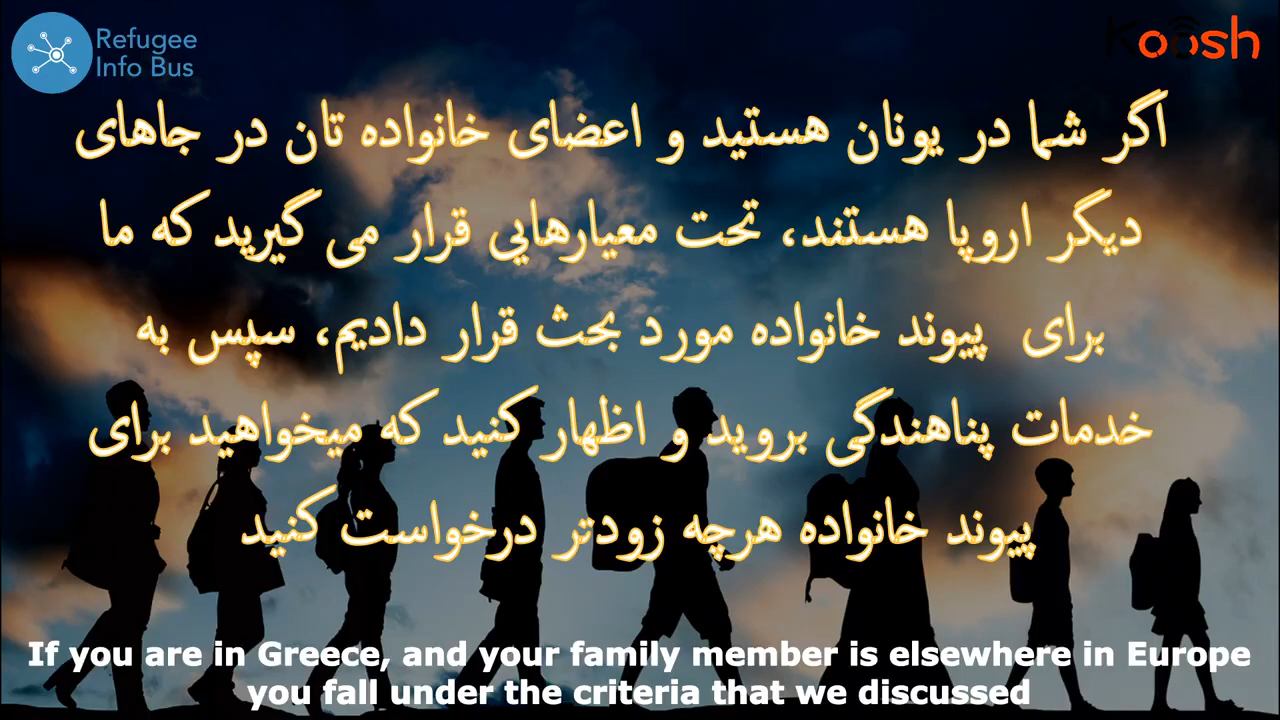 Refugee
Info Bus
Koosh
اگر شما در یونان هستید و اعضای خانواده تان در جاهای
دیگر اروپا هستند، تحت معیارهایی قرار می گیرید که ما
برای پیوند خانواده مورد بحث قرار دادیم، سپس به
خدمات پناهندگی بروید و اظهار کنید که میخواهید برای
پیوند خانواده هرچه زودتر درخواست کنید
If you are in Greece, and your family member is elsewhere in Europe
you fall under the criteria that we discussed